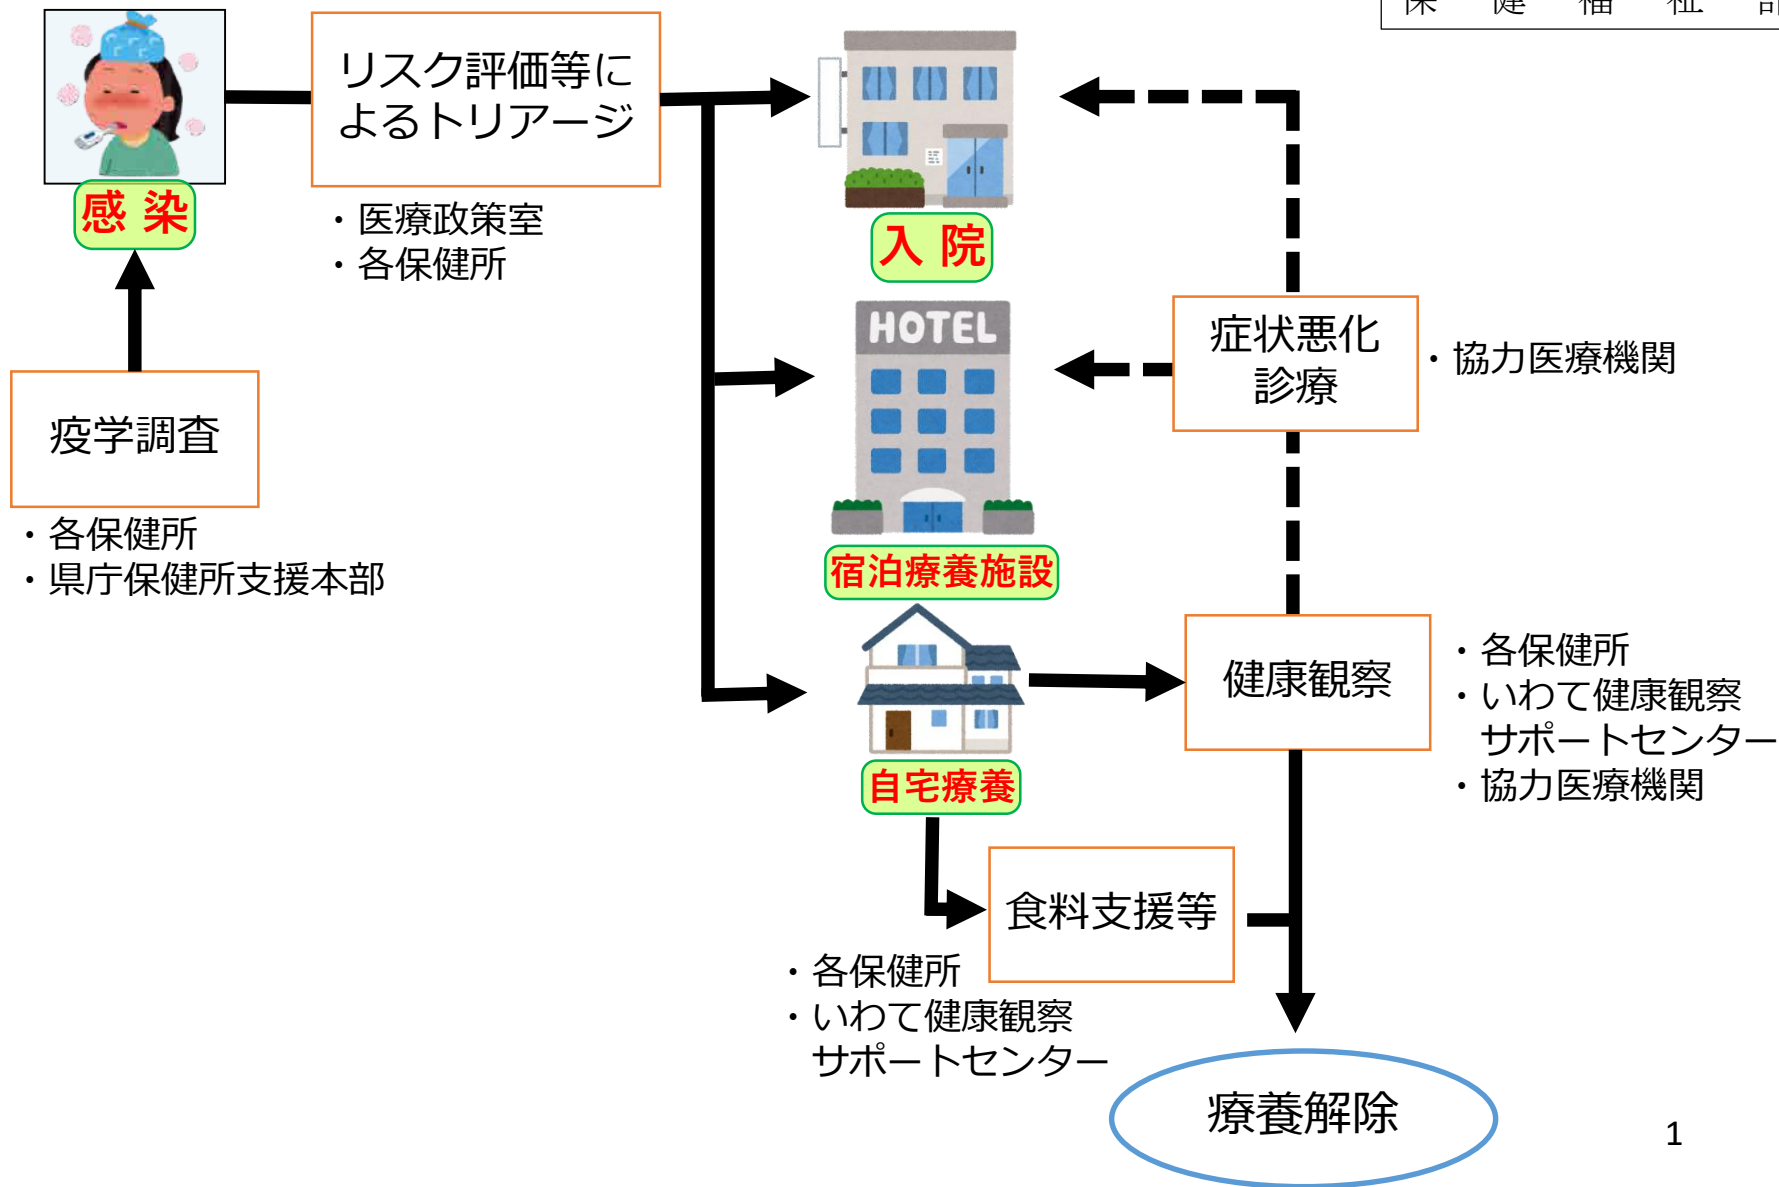 保健福祉部
リスク評価等に
よるトリアージ
感 染
・医療政策室
・各保健所
入 院
HOTEL
症状悪化
診療
・協力医療機関
疫学調査
・各保健所
・県庁保健所支援本部
宿泊療養施設
健康観察
・各保健所
・いわて健康観察
サポートセンター
・協力医療機関
自宅療養
食料支援等
・各保健所
・いわて健康観察
サポートセンター
療養解除
1